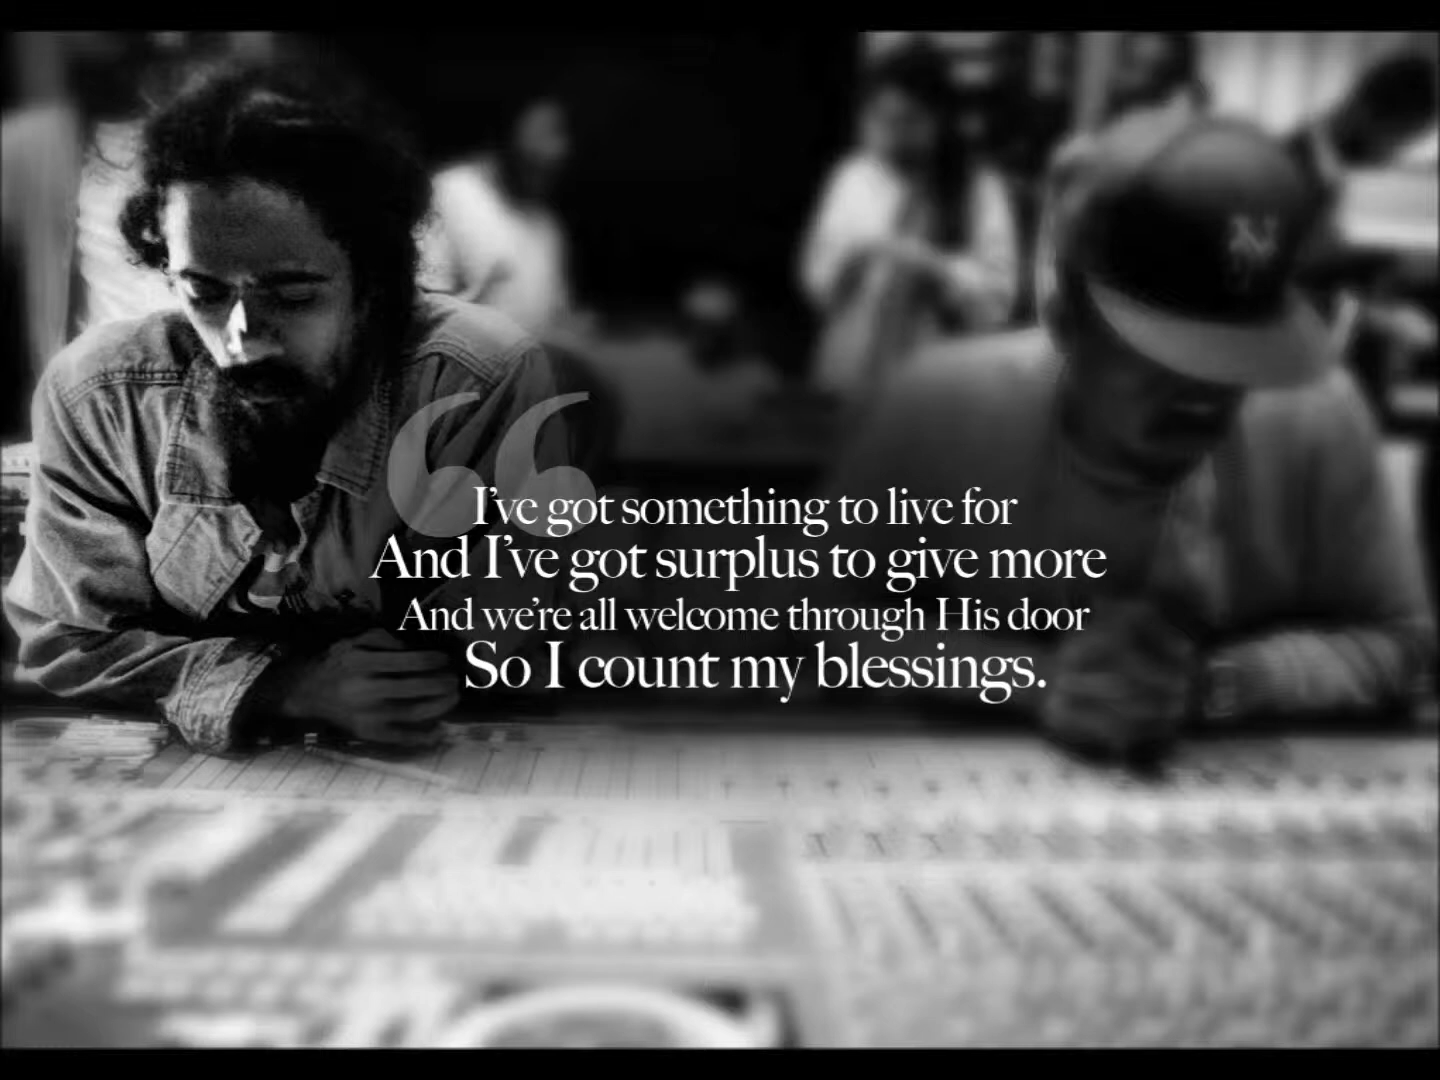 “
I've got something to live for
And I've got surplus to give more
And we're all welcome through His door
So I count my blessings.
NY